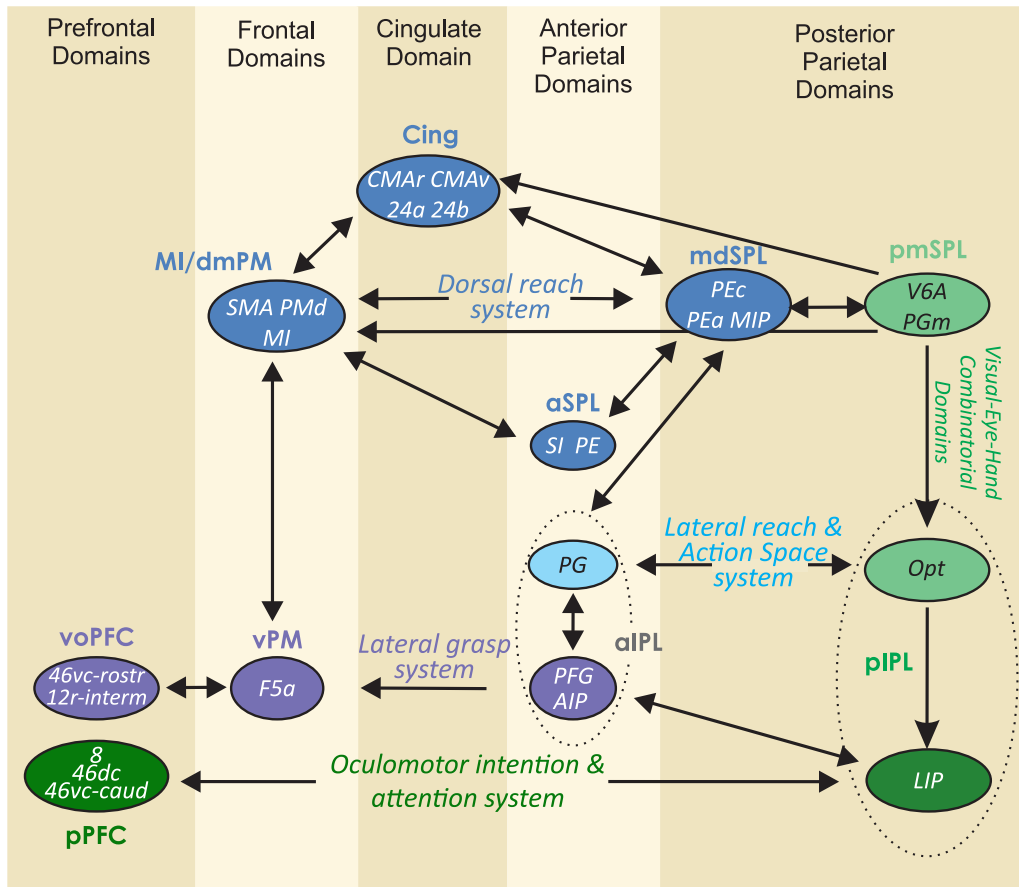 Prefrontal
Domains
Frontal
Domains
Cingulate
Domain
Anterior
Parietal
Domains
Posterior
Parietal
Domains
Cing
CMAr CMAv
24a 24b
MI/dmPM
SMA PMd
MI
Dorsal reach
system
mdSPL
PEc
PEa MIP
pmSPL
V6A
PGm
Visual-Eye-Hand
Combinatorial
Domains
aSPL
SI PE
PG
Lateral reach &
Action Space
system
Opt
voPFC
46vc-rostr
12r-interm
vPM
F5a
Lateral grasp
system
aIPL
PFG
AIP
pIPL
8
46dc
46vc-caud
pPFC
Oculomotor intention &
attention system
LIP